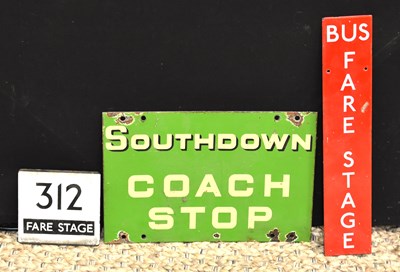 312
FARE STAGE
SOUTHDOWN
COACH
STOP
BUS
FARE
STAGE